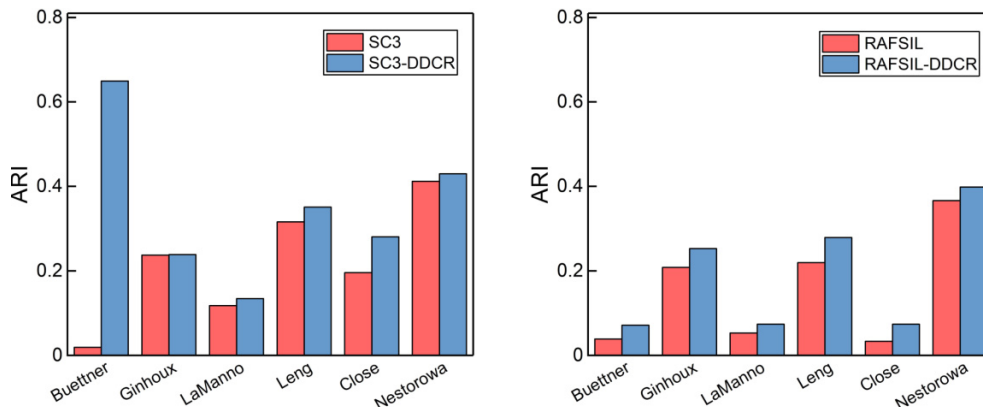 0.8
0.6
0.4
0.2
0
ARI
SC3
SC3-DDCR
Buettner
Ginhoux
LaManno
Leng
Close
Nestorowa
0.8
0.6
0.4
0.2
0
ARI
RAFSIL
RAFSIL-DDCR
Buettner
Ginhoux
LaManno
Leng
Close
Nestorowa